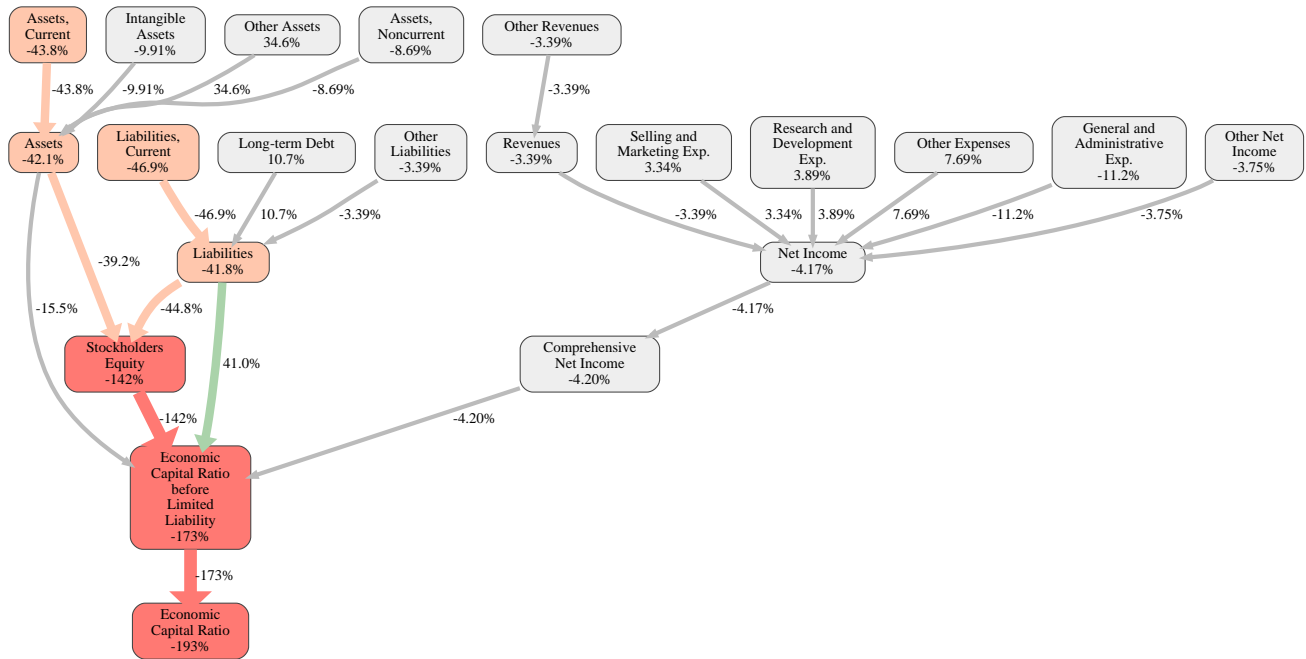 Assets,
Current
-43.8%
Intangible
Assets
-9.91%
Other Assets
34.6%
Assets,
Noncurrent
-8.69%
Other Revenues
-3.39%
-43.8%
-9.91%
34.6%
-8.69%
-3.39%
Assets
-42.1%
Liabilities,
Current
-46.9%
Long-term Debt
10.7%
Other
Liabilities
-3.39%
Revenues
-3.39%
Selling and
Marketing Exp.
3.34%
Research and
Development
Exp.
3.89%
Other Expenses
7.69%
General and
Administrative
Exp.
-11.2%
Other Net
Income
-3.75%
-46.9%
10.7%
-3.39%
-3.39%
3.34%
3.89%
7.69%
-11.2%
-3.75%
-39.2%
Liabilities
-41.8%
Net Income
-4.17%
-15.5%
-44.8%
-4.17%
Stockholders
Equity
-142%
41.0%
Comprehensive
Net Income
-4.20%
-142%
-4.20%
Economic
Capital Ratio
before
Limited
Liability
-173%
-173%
Economic
Capital Ratio
-193%